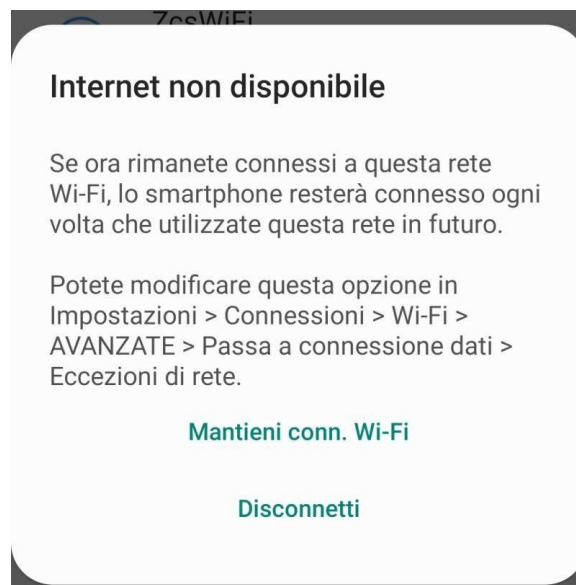 ZcsWiFi
Internet non disponibile
Se ora rimanete connessi a questa rete
Wi-Fi, lo smartphone resterà connesso ogni
volta che utilizzate questa rete in futuro.
Potete modificare questa opzione in
Impostazioni > Connessioni > Wi-Fi >
AVANZATE > Passa a connessione dati >
Eccezioni di rete.
Mantieni conn. Wi-Fi
Disconnetti